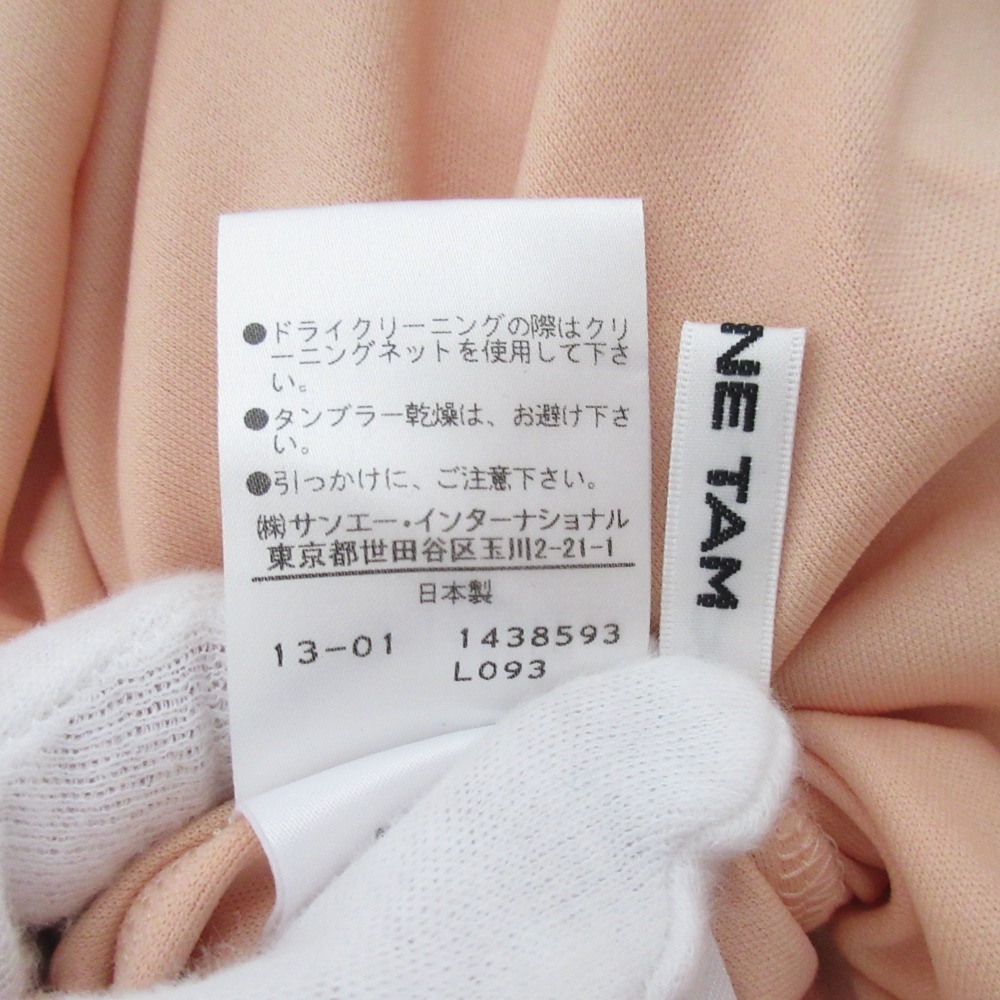 ●ドライクリーニングの際はクリ
ーニングネットを使用して下さ
い。
●タンブラー乾燥は、お避け下さ
い。
●引っかけに、ご注意下さい。
㈱サンエー・インターナショナル
東京都世田谷区玉川2-21-1
日本製
13-01 1438593
L093
NE TAM